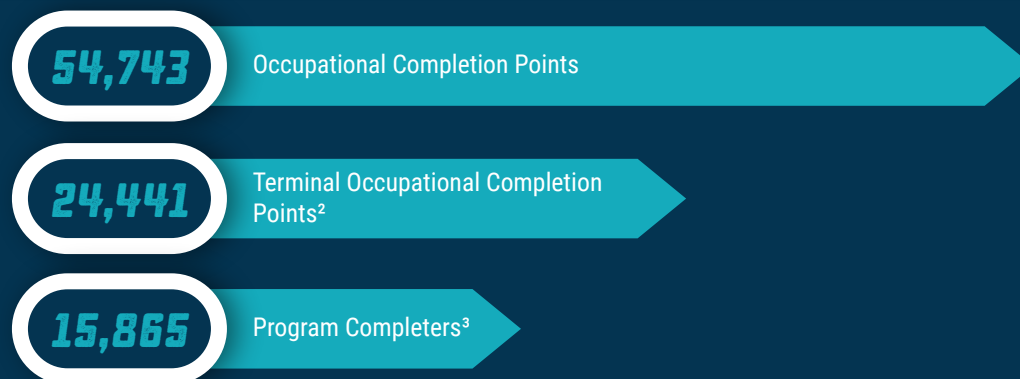 54,743
Occupational Completion Points
24,441
Terminal Occupational Completion
Points²
15,865
Program Completers³